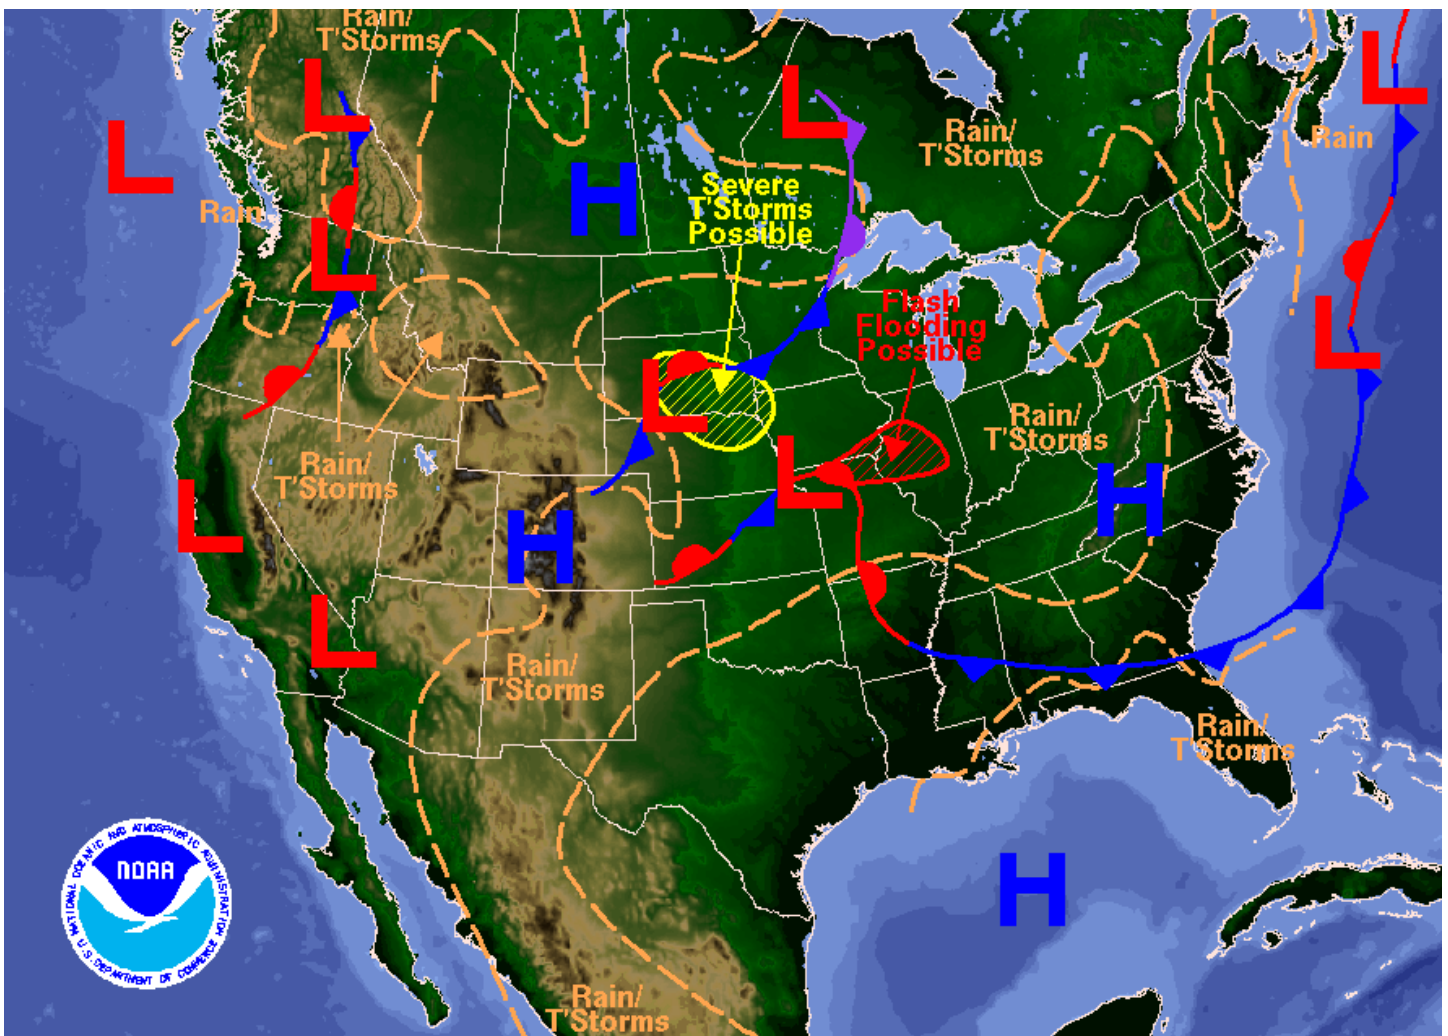 Rain/
T'Storms
L
L
L
Rain/
T'Storms
Rain
L
Severe
T'Storms
Possible
H
Rain
L
Flash
Flooding
Possible
L
L
Rain/
T'Storms
Rain/
T'Storms
L
L
H
H
L
Rain/
T'Storms
Rain/
T'Storms
NOAA
NATIONAL OCEANIC AND ATMOSPHERIC ADMINISTRATION
U.S. DEPARTMENT OF COMMERCE
H
Rain/
T'Storms